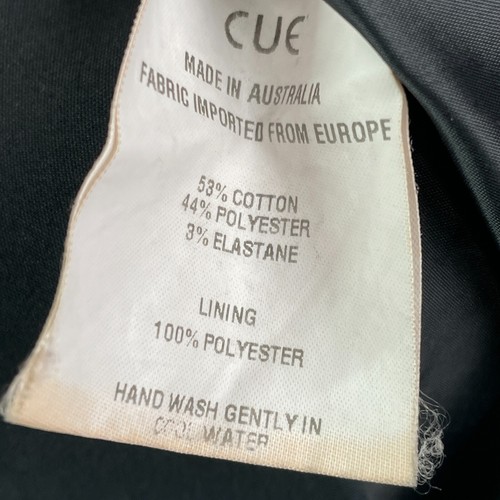 CUE
MADE IN AUSTRALIA
FABRIC IMPORTED FROM EUROPE
53% COTTON
44% POLYESTER
3% ELASTANE
LINING
100% POLYESTER
HAND WASH GENTLY IN
COOL WATER